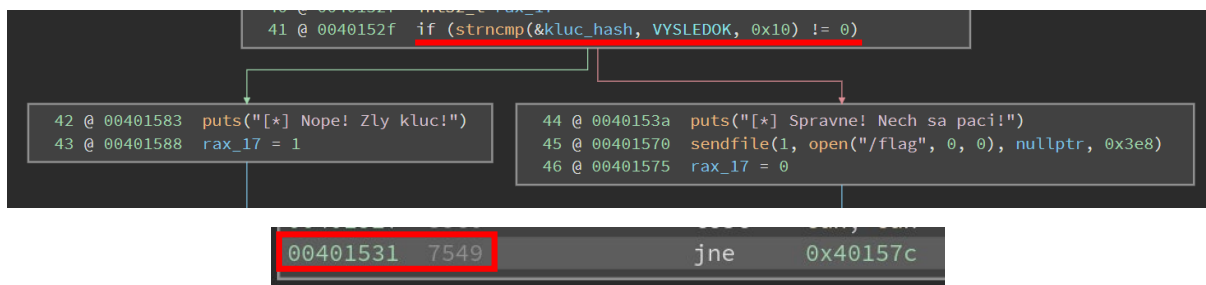 41 @ 0040152f if (strncmp(&kluc_hash, VYSLEDOK, 0x10) != 0)
42 @ 00401583 puts("[*] Nope! Zly kluc!")
43 @ 00401588 rax_17 = 1
44 @ 0040153a puts("[*] Spravne! Nech sa paci!")
45 @ 00401570 sendfile(1, open("/flag", 0, 0), nullptr, 0x3e8)
46 @ 00401575 rax_17 = 0
00401531 7549 jne 0x40157c